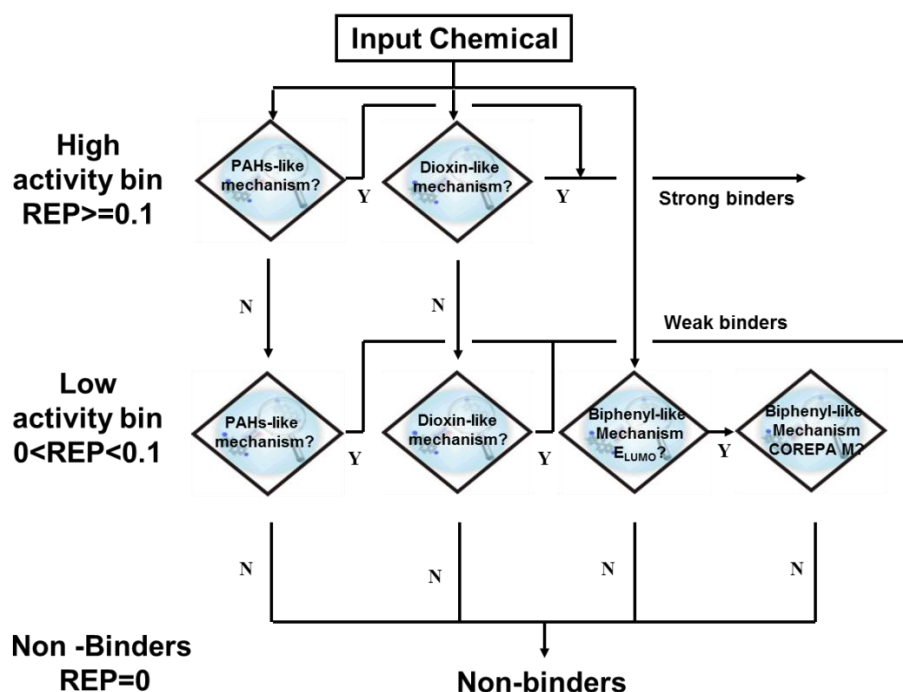 Input Chemical
High
activity bin
REP>=0.1
PAHs-like
mechanism?
Y
Dioxin-like
mechanism?
Y
Strong binders
N
N
Weak binders
Low
activity bin
0<REP<0.1
PAHs-like
mechanism?
Y
Dioxin-like
mechanism?
Y
Biphenyl-like
Mechanism
ELUMO?
Y
Biphenyl-like
Mechanism
COREPA M?
N
N
N
N
Non -Binders
REP=0
Non-binders